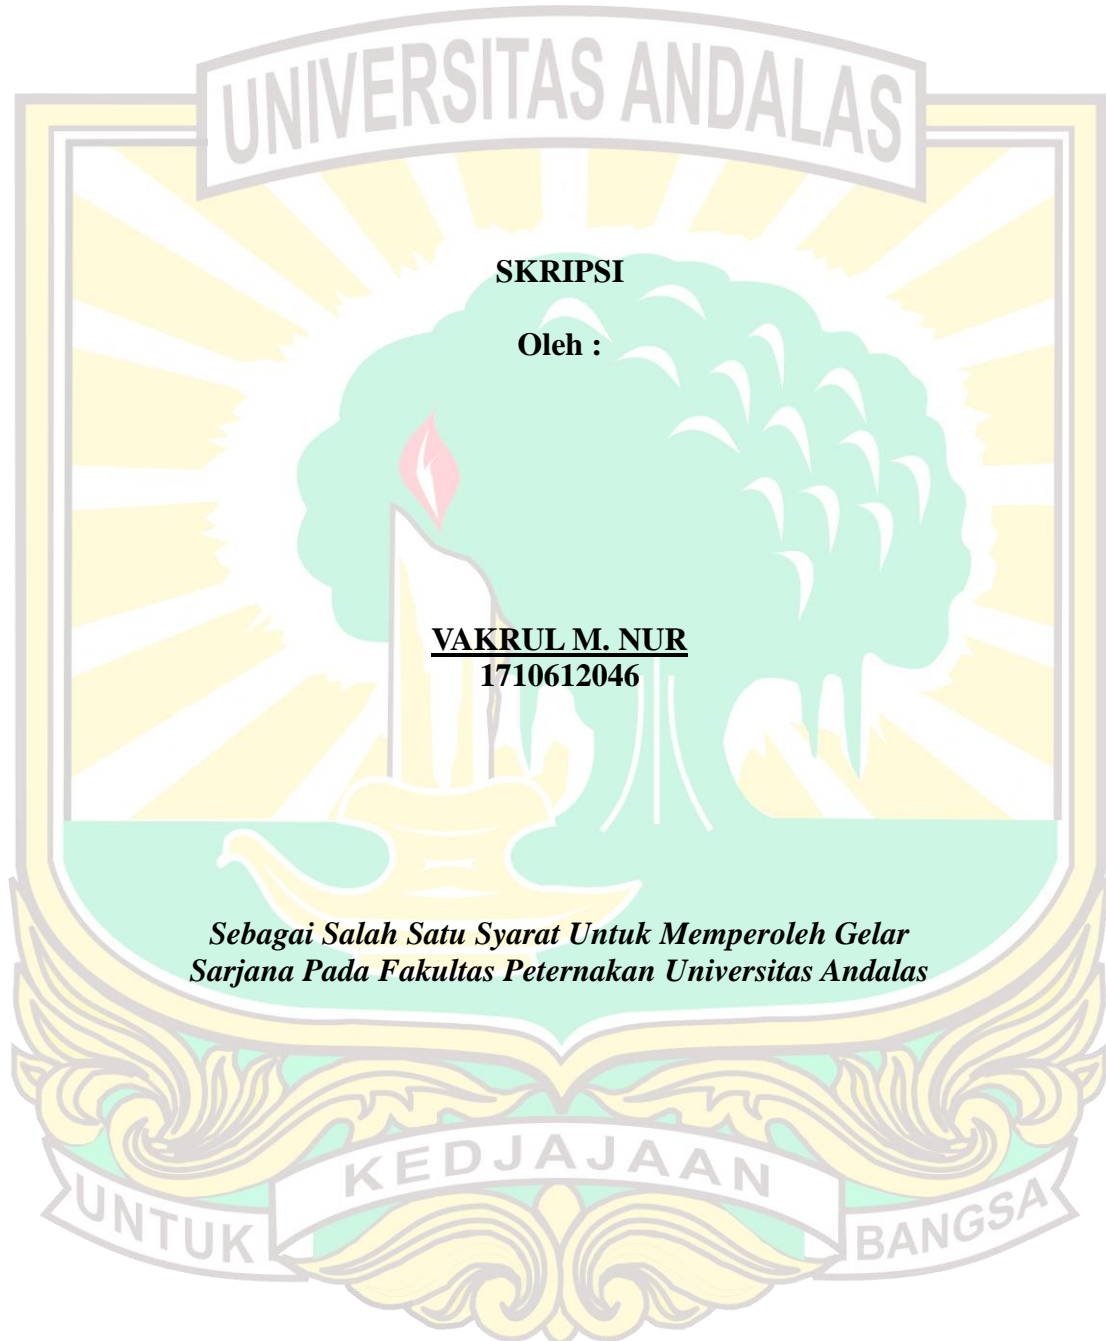 UNIVERSITAS ANDALAS
SKRIPSI
Oleh :
VAKRUL M. NUR
1710612046
Sebagai Salah Satu Syarat Untuk Memperoleh Gelar
Sarjana Pada Fakultas Peternakan Universitas Andalas
UNTUK KEDJAJAAN BANGSA